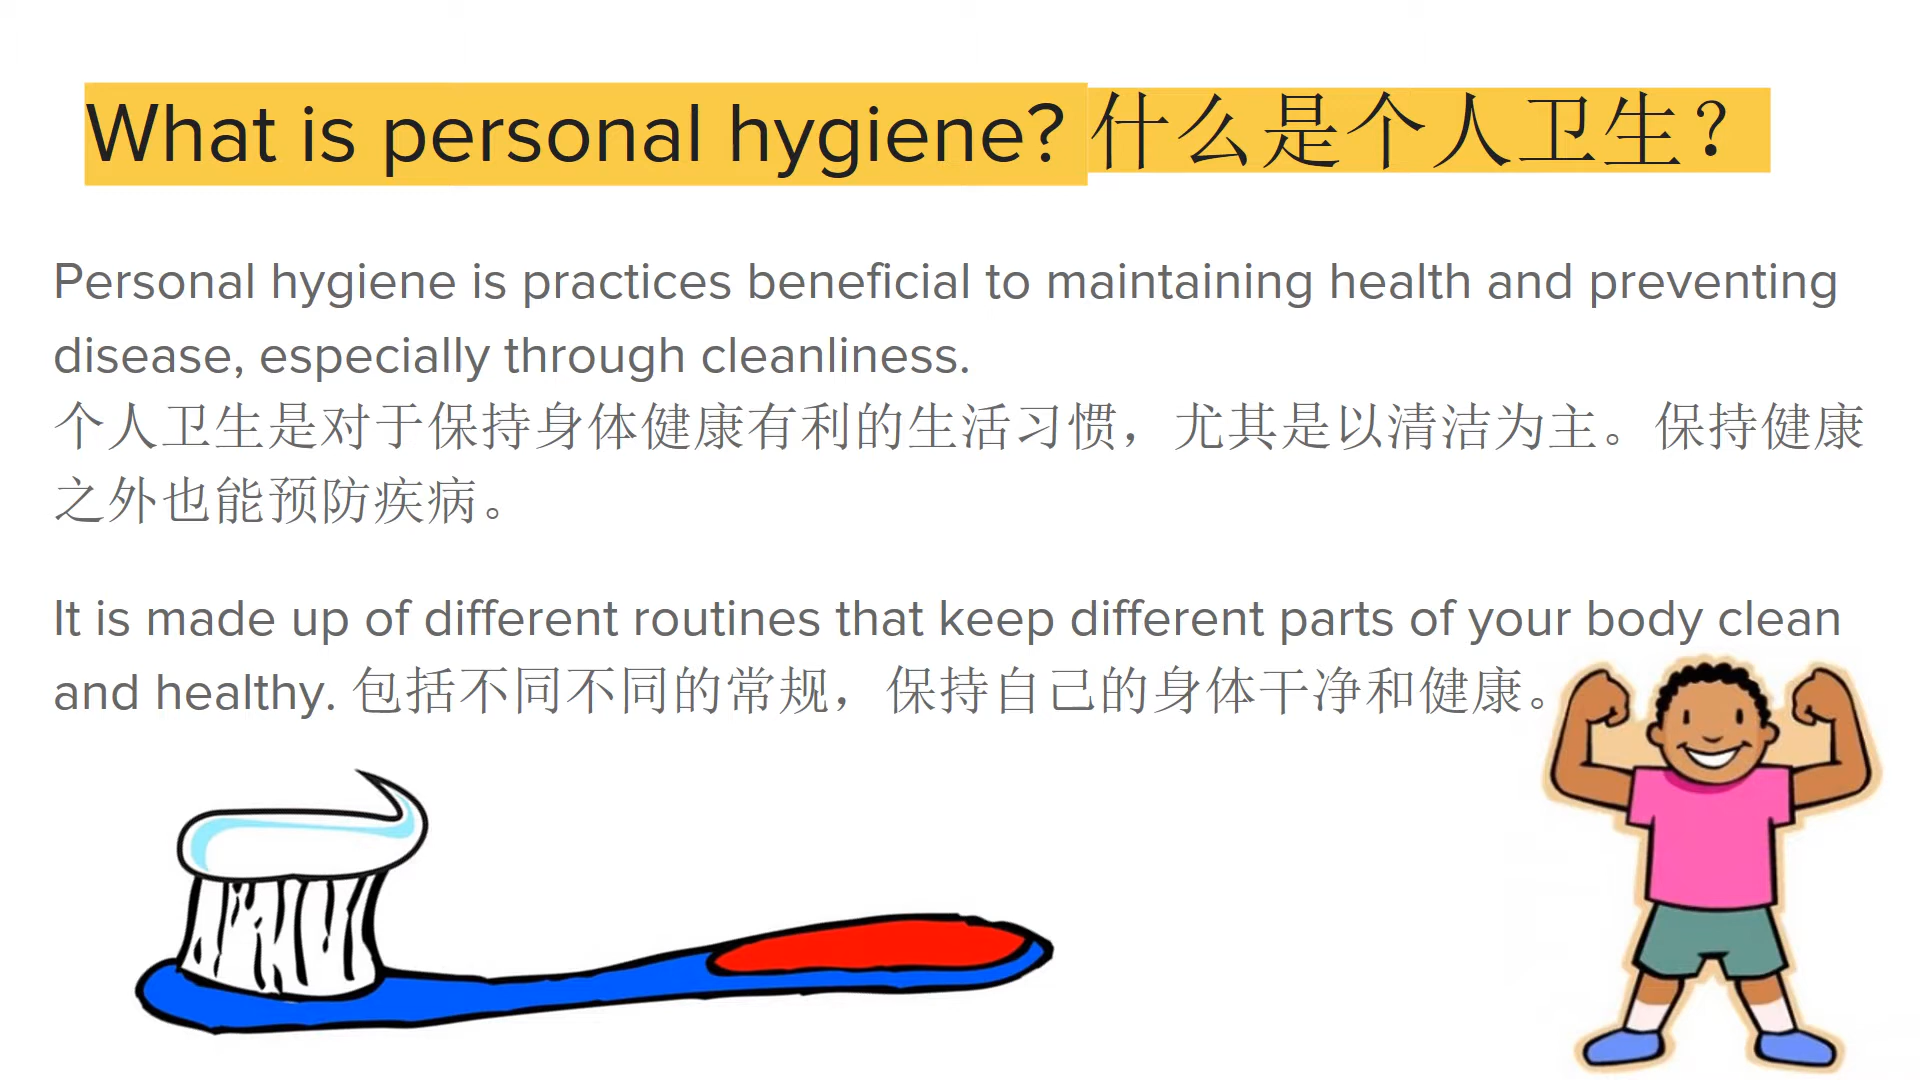 What is personal hygiene? 什么是个人卫生？
Personal hygiene is practices beneficial to maintaining health and preventing
disease, especially through cleanliness.
个人卫生是对于保持身体健康有利的生活习惯，尤其是以清洁为主。保持健康
之外也能预防疾病。
It is made up of different routines that keep different parts of your body clean
and healthy. 包括不同不同的常规，保持自己的身体干净和健康。